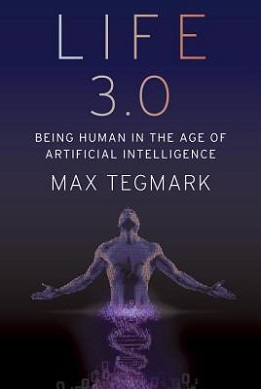 LIFE
3.0
BEING HUMAN IN THE AGE OF
ARTIFICIAL INTELLIGENCE
MAX TEGMARK